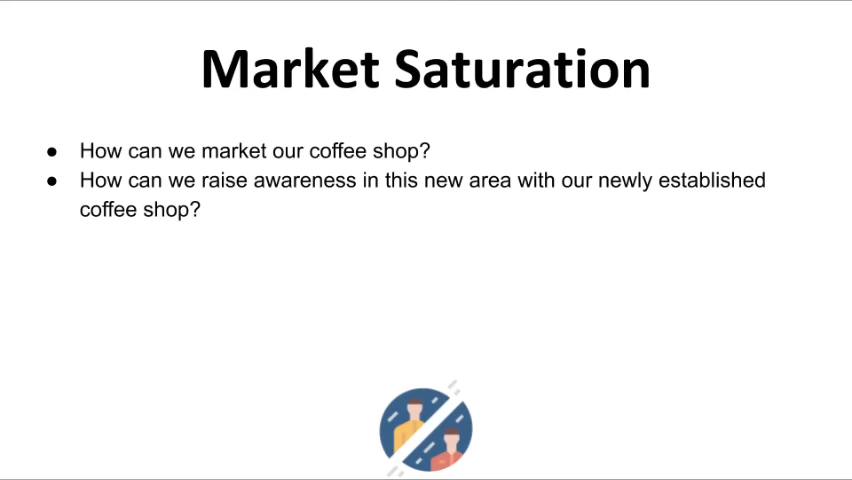 Market Saturation
● How can we market our coffee shop?
● How can we raise awareness in this new area with our newly established
coffee shop?